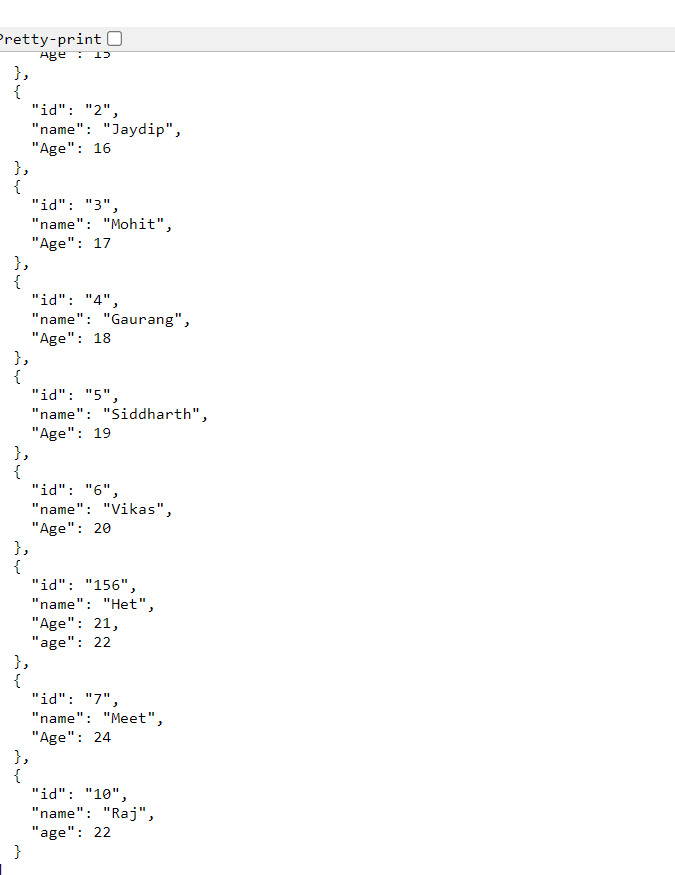 Pretty-print
"Age": 15
},
{
"id": "2",
"name": "Jaydip",
"Age": 16
},
{
"id": "3",
"name": "Mohit",
"Age": 17
},
{
"id": "4",
"name": "Gaurang",
"Age": 18
},
{
"id": "5",
"name": "Siddharth",
"Age": 19
},
{
"id": "6",
"name": "Vikas",
"Age": 20
},
{
"id": "156",
"name": "Het",
"Age": 21,
"age": 22
},
{
"id": "7",
"name": "Meet",
"Age": 24
},
{
"id": "10",
"name": "Raj",
"age": 22
}
]